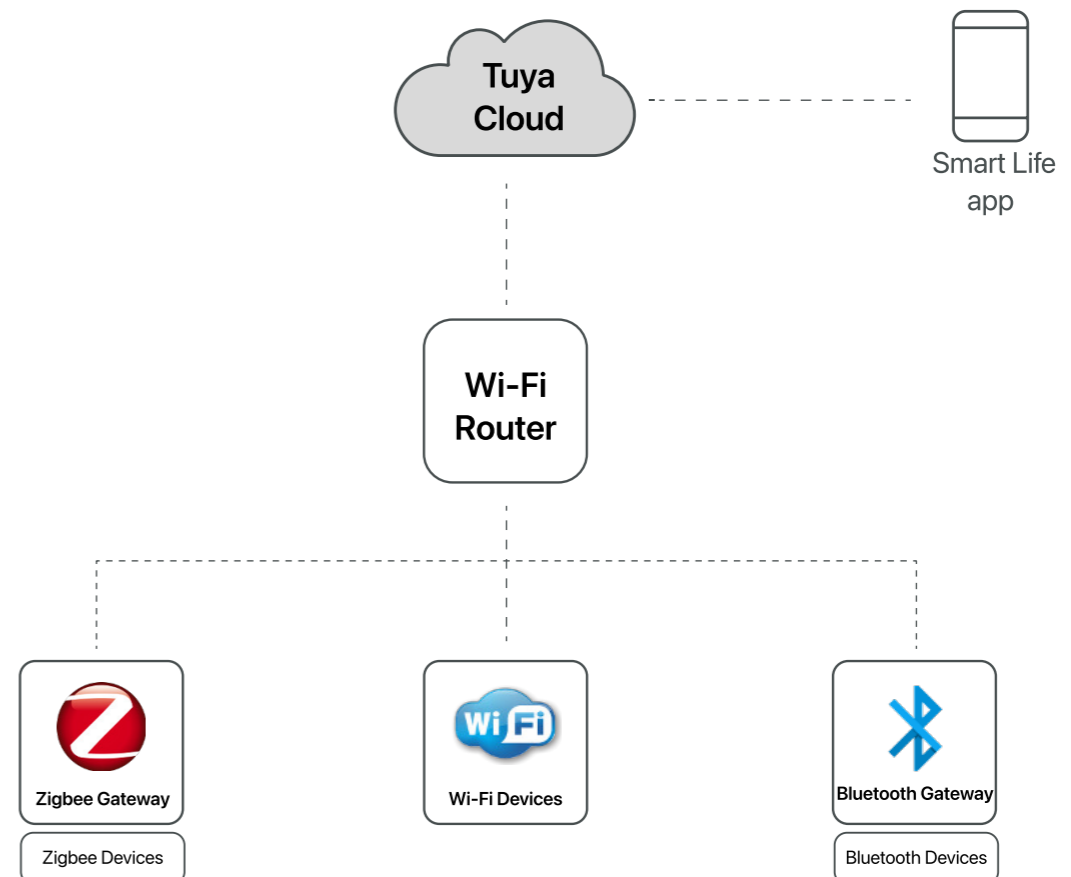 Tuya
Cloud
Smart Life
app
Wi-Fi
Router
Wi Fi
Zigbee Gateway
Wi-Fi Devices
Bluetooth Gateway
Zigbee Devices
Bluetooth Devices